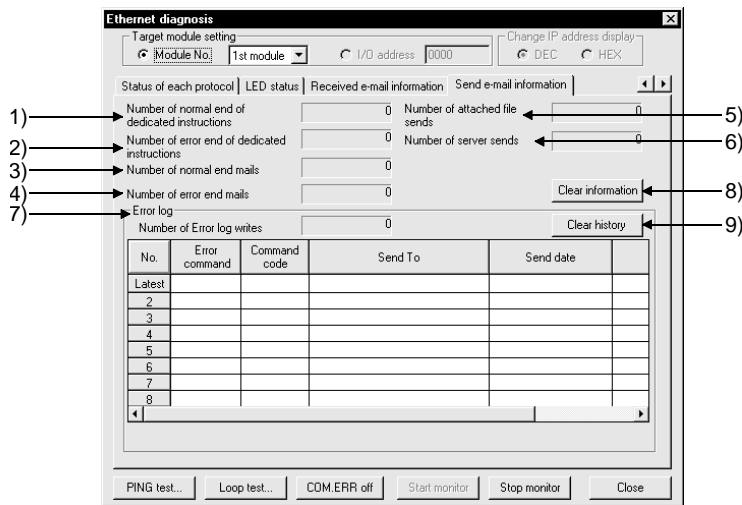 Ethernet diagnosis
Target module setting
Module No. 1st module I/O address 0000
Change IP address display
DEC HEX
Status of each protocol LED status Received e-mail information Send e-mail information
1) Number of normal end of dedicated instructions 0
2) Number of error end of dedicated instructions 0
3) Number of normal end mails 0
4) Number of error end mails 0
Number of attached file sends 0 5)
Number of server sends 0 6)
Clear information 8)
7) Error log
Number of Error log writes 0
Clear history 9)
No. Error command Command code Send To Send date
Latest
2
3
4
5
6
7
8
PING test... Loop test... COM.ERR off Start monitor Stop monitor Close